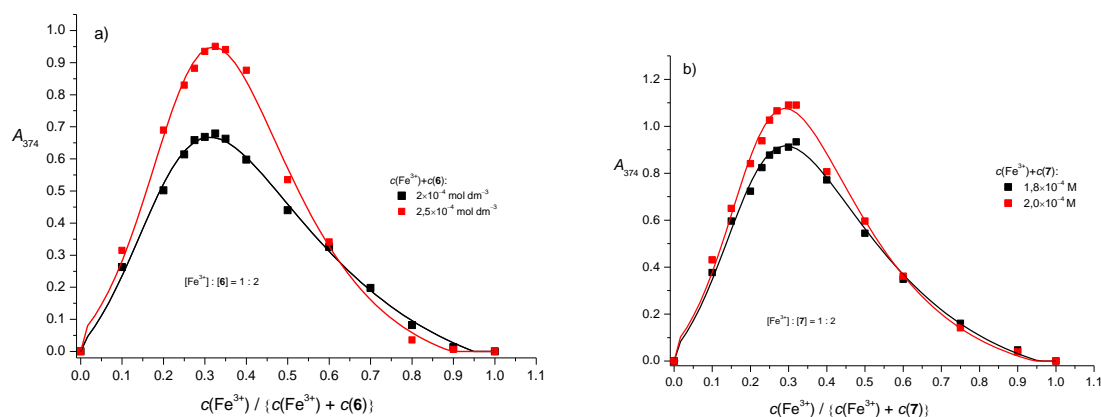 a)
1.0
0.9
0.8
0.7
0.6
0.5
0.4
0.3
0.2
0.1
0.0
A374
c(Fe³⁺)+c(6):
2×10⁻⁴ mol dm⁻³
2,5×10⁻⁴ mol dm⁻³
[Fe³⁺] : [6] = 1 : 2
0.0 0.1 0.2 0.3 0.4 0.5 0.6 0.7 0.8 0.9 1.0 1.1
c(Fe³⁺) / {c(Fe³⁺) + c(6)}
b)
1.2
1.0
0.8
0.6
0.4
0.2
0.0
A374
c(Fe³⁺)+c(7):
1,8×10⁻⁴ M
2,0×10⁻⁴ M
[Fe³⁺] : [7] = 1 : 2
0.0 0.1 0.2 0.3 0.4 0.5 0.6 0.7 0.8 0.9 1.0 1.1
c(Fe³⁺) / {c(Fe³⁺) + c(7)}